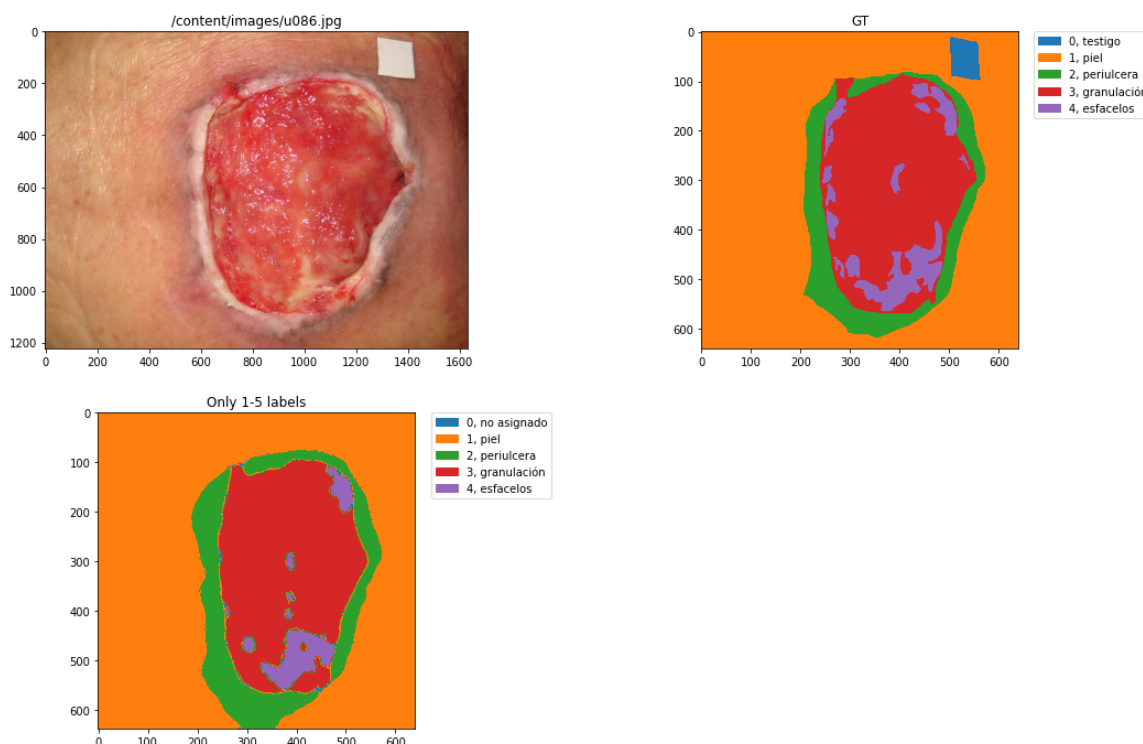 /content/images/u086.jpg
0
200
400
600
800
1000
1200
0 200 400 600 800 1000 1200 1400 1600
GT
0
100
200
300
400
500
600
0 100 200 300 400 500 600
0, testigo
1, piel
2, periulcera
3, granulación
4, esfacelos
Only 1-5 labels
0
100
200
300
400
500
600
0 100 200 300 400 500 600
0, no asignado
1, piel
2, periulcera
3, granulación
4, esfacelos